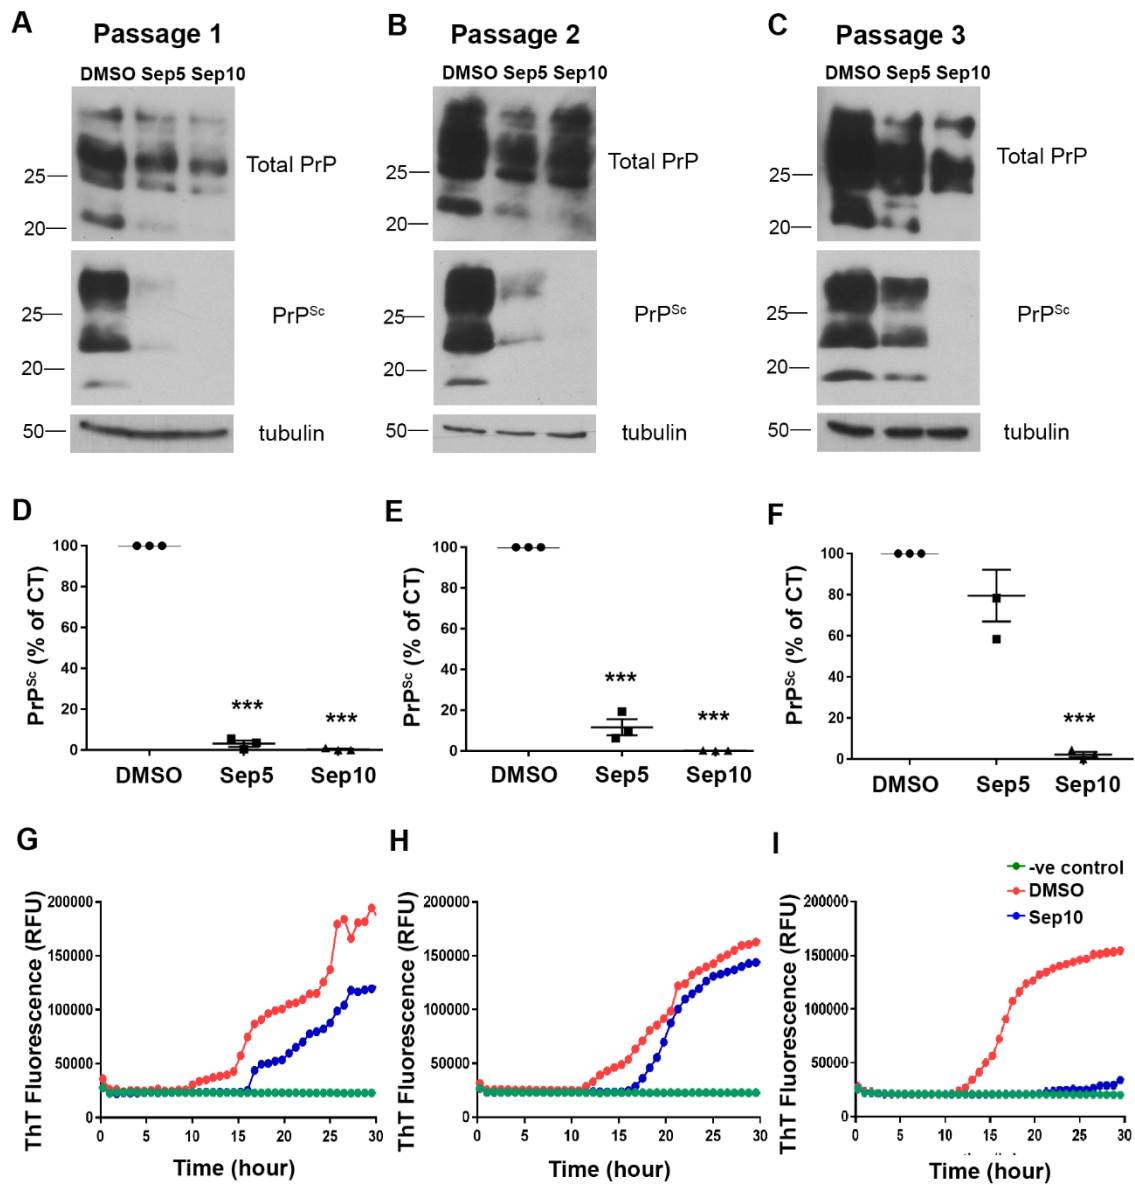 A
Passage 1
DMSO Sep5 Sep10
25
Total PrP
20
25
PrPSc
20
50
tubulin
B
Passage 2
DMSO Sep5 Sep10
25
Total PrP
20
25
PrPSc
20
50
tubulin
C
Passage 3
DMSO Sep5 Sep10
25
Total PrP
20
25
PrPSc
20
50
tubulin
D
PrPSc (% of CT)
100
80
60
40
20
0
***
***
DMSO Sep5 Sep10
E
PrPSc (% of CT)
100
80
60
40
20
0
***
***
DMSO Sep5 Sep10
F
PrPSc (% of CT)
100
80
60
40
20
0
***
DMSO Sep5 Sep10
G
ThT Fluorescence (RFU)
200000
150000
100000
50000
0
0 5 10 15 20 25 30
Time (hour)
H
ThT Fluorescence (RFU)
200000
150000
100000
50000
0
0 5 10 15 20 25 30
Time (hour)
I
-ve control
DMSO
Sep10
ThT Fluorescence (RFU)
200000
150000
100000
50000
0
0 5 10 15 20 25 30
Time (hour)